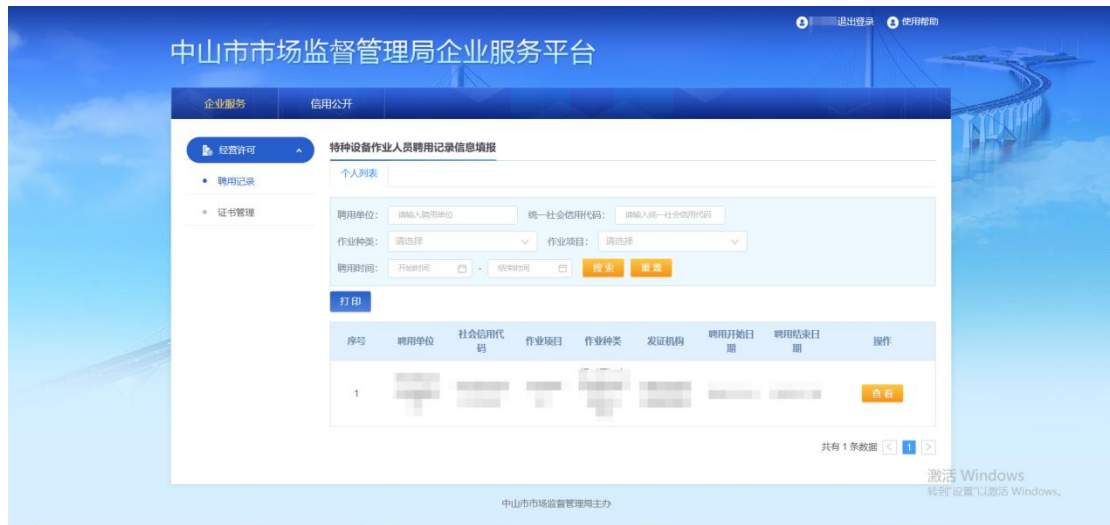 退出登录 使用帮助
中山市市场监督管理局企业服务平台
企业服务 信用公开
经营许可
聘用记录
证书管理
特种设备作业人员聘用记录信息填报
个人列表
聘用单位： 请输入聘用单位 统一社会信用代码： 请输入统一社会信用代码
作业种类： 请选择 作业项目： 请选择
聘用时间： 开始时间 - 结束时间 搜索 重置
打印
序号 聘用单位 社会信用代码 作业项目 作业种类 发证机构 聘用开始日期 聘用结束日期 操作
1 查看
共有 1 条数据 < 1 >
激活 Windows
转到"设置"以激活 Windows。
中山市市场监督管理局主办